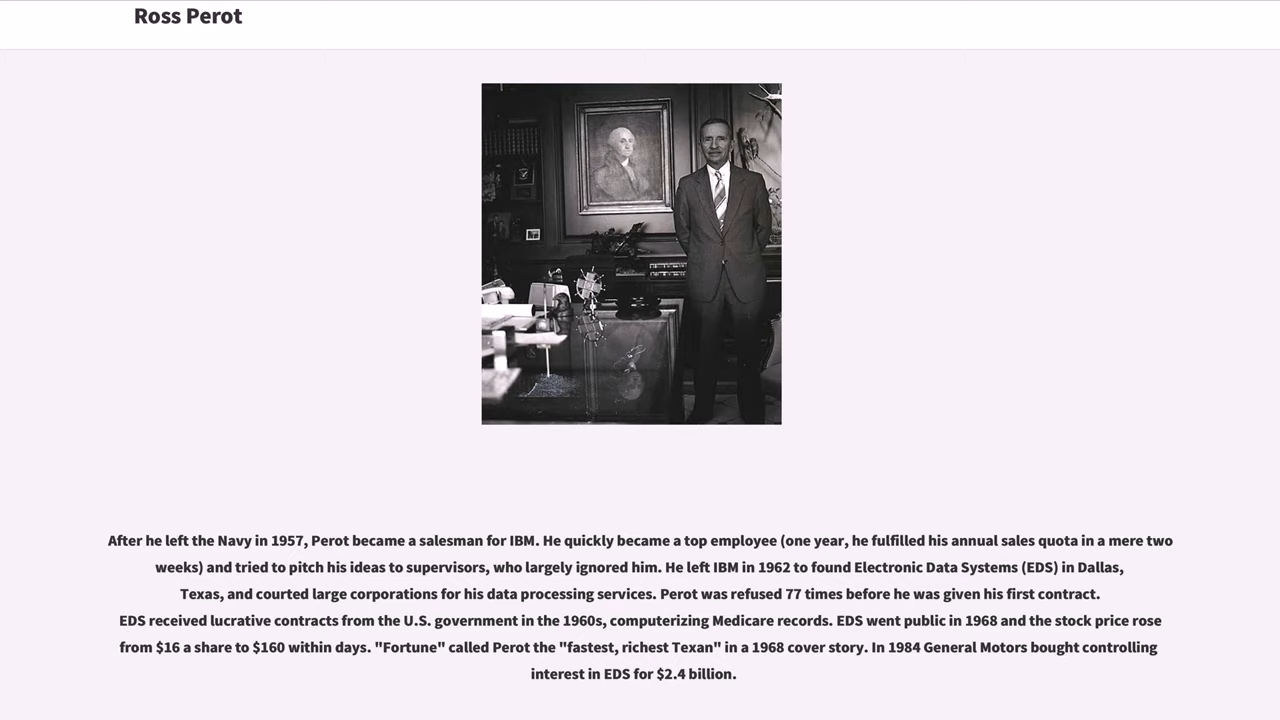 Ross Perot
After he left the Navy in 1957, Perot became a salesman for IBM. He quickly became a top employee (one year, he fulfilled his annual sales quota in a mere two
weeks) and tried to pitch his ideas to supervisors, who largely ignored him. He left IBM in 1962 to found Electronic Data Systems (EDS) in Dallas,
Texas, and courted large corporations for his data processing services. Perot was refused 77 times before he was given his first contract.
EDS received lucrative contracts from the U.S. government in the 1960s, computerizing Medicare records. EDS went public in 1968 and the stock price rose
from $16 a share to $160 within days. "Fortune" called Perot the "fastest, richest Texan" in a 1968 cover story. In 1984 General Motors bought controlling
interest in EDS for $2.4 billion.